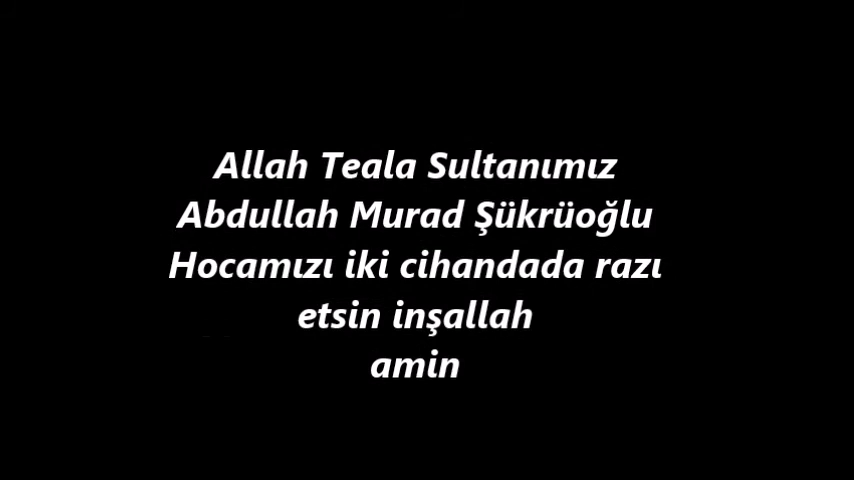 Allah Teala Sultanımız
Abdullah Murad Şükrüoğlu
Hocamızı iki cihandada razı
etsin inşallah
amin